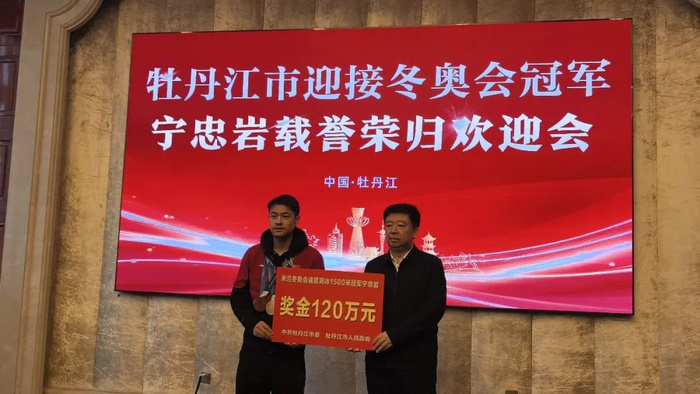 牡丹江市迎接冬奥会冠军
宁忠岩载誉荣归欢迎会
中国·牡丹江
米兰冬奥会速度滑冰1500米冠军宁忠岩
奖金120万元
中共牡丹江市委 牡丹江市人民政府